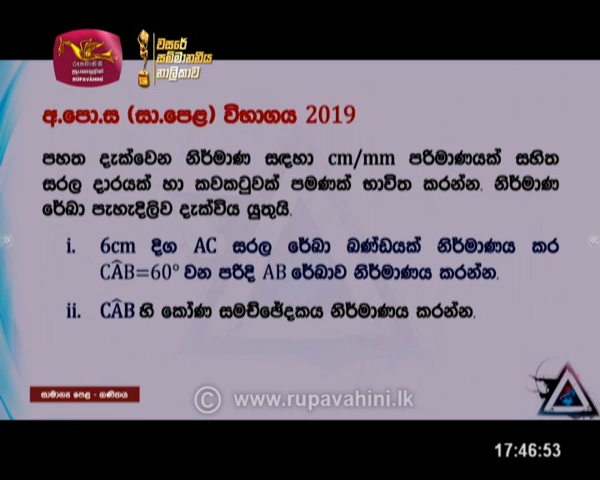 වසරේ
සම්මානනීය
නාලිකාව
රූපවාහිනී
RUPAVAHINI
අ.පො.ස (සා.පෙළ) විභාගය 2019
පහත දැක්වෙන නිර්මාණ සඳහා cm/mm පරිමාණයක් සහිත
සරල දාරයක් හා කවකටුවක් පමණක් භාවිත කරන්න. නිර්මාණ
රේඛා පැහැදිලිව දැක්විය යුතුයි.
i. 6cm දිග AC සරල රේඛා ඛණ්ඩයක් නිර්මාණය කර
CÂB=60° වන පරිදි AB රේඛාව නිර්මාණය කරන්න.
ii. CÂB හි කෝණ සමච්ඡේදකය නිර්මාණය කරන්න.
සාමාන්‍ය පෙළ - ගණිතය
© www.rupavahini.lk
17:46:53